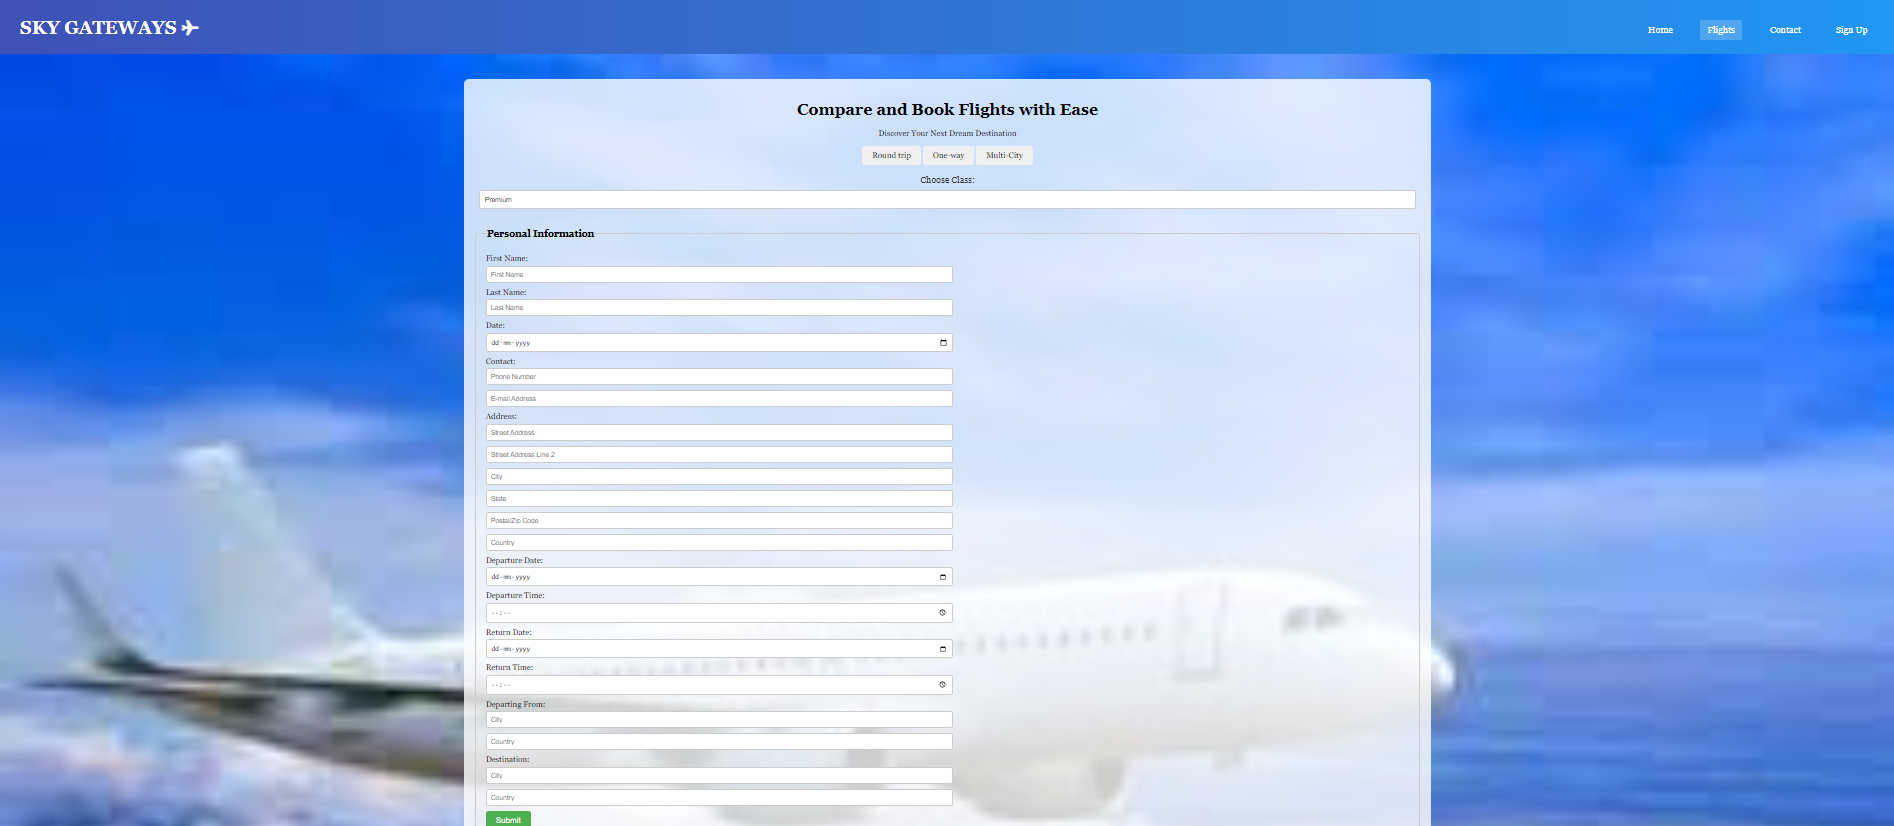 SKY GATEWAYS ✈
Home Flights Contact Sign Up
Compare and Book Flights with Ease
Discover Your Next Dream Destination
Round trip One-way Multi-City
Choose Class:
Premium
Personal Information
First Name:
First Name
Last Name:
Last Name
Date:
dd-mm-yyyy
Contact:
Phone Number
E-mail Address
Address:
Street Address
Street Address Line 2
City
State
Postal/Zip Code
Country
Departure Date:
dd-mm-yyyy
Departure Time:
--:--
Return Date:
dd-mm-yyyy
Return Time:
--:--
Departing From:
City
Country
Destination:
City
Country
Submit